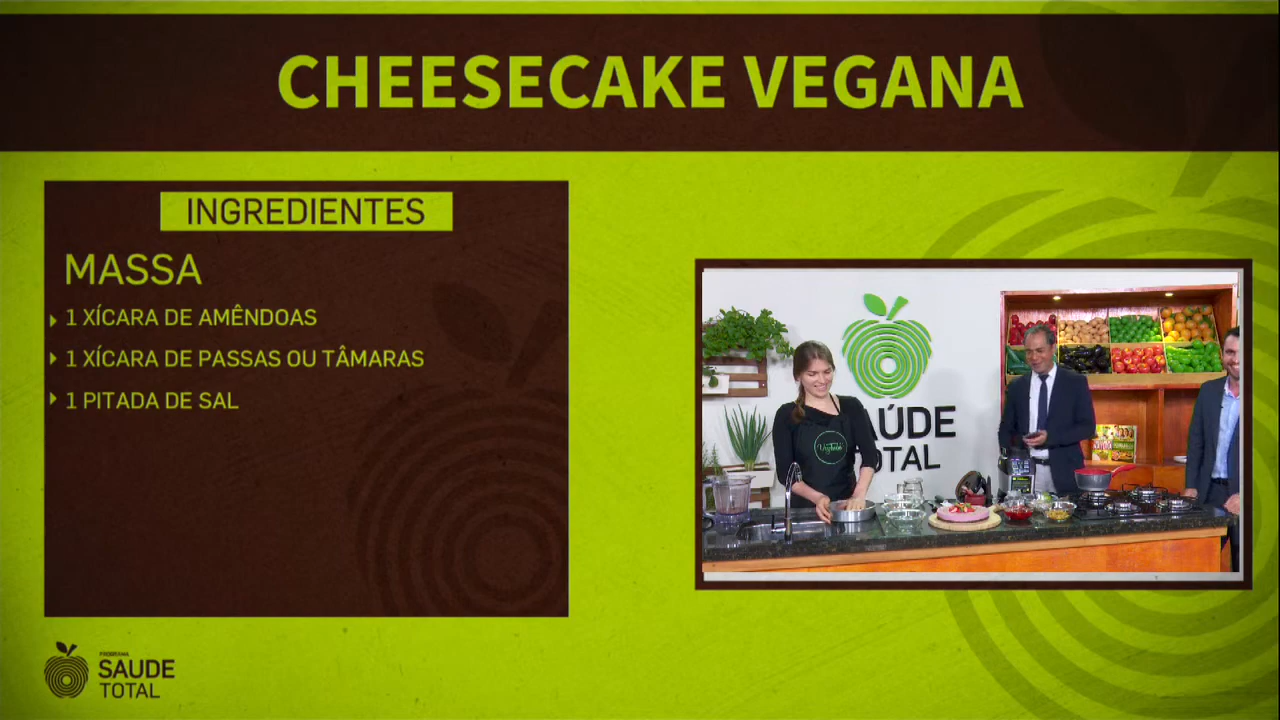 CHEESECAKE VEGANA
INGREDIENTES
MASSA
1 XÍCARA DE AMÊNDOAS
1 XÍCARA DE PASSAS OU TÂMARAS
1 PITADA DE SAL
SAÚDE
TOTAL
PROGRAMA
SAUDE
TOTAL